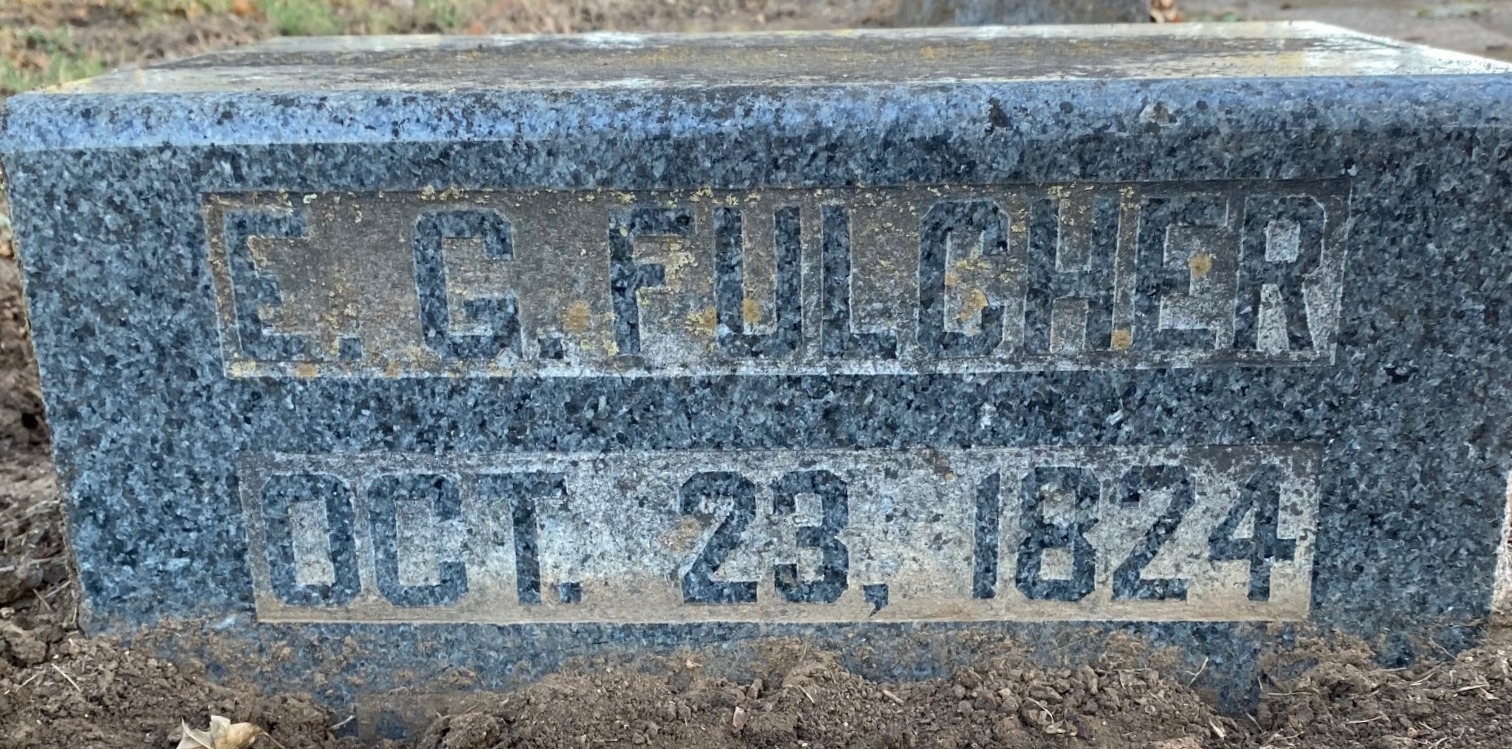 E. G. FULCHER
OCT. 23, 1824